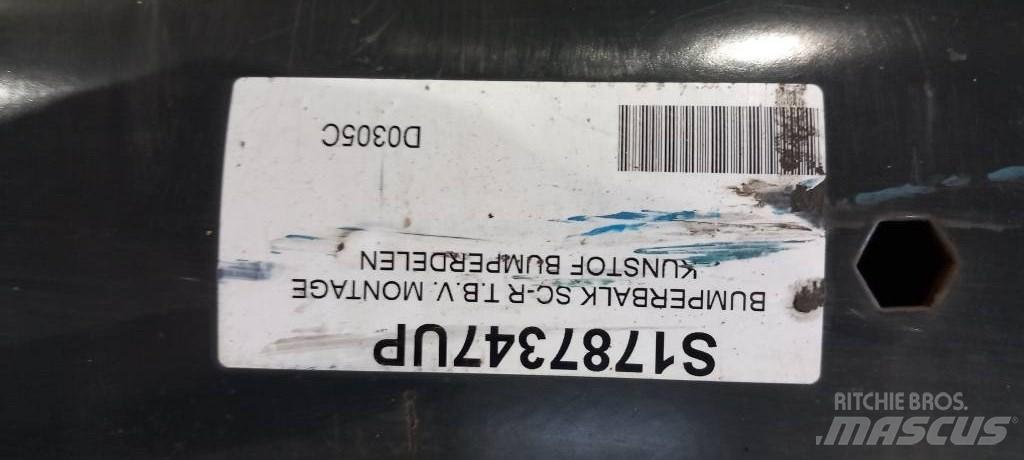 S1787347UP
BUMPERBALK SC-R T.B.V. MONTAGE
KUNSTOF BUMPERDELEN
D0305C
RITCHIE BROS.
MASCUS